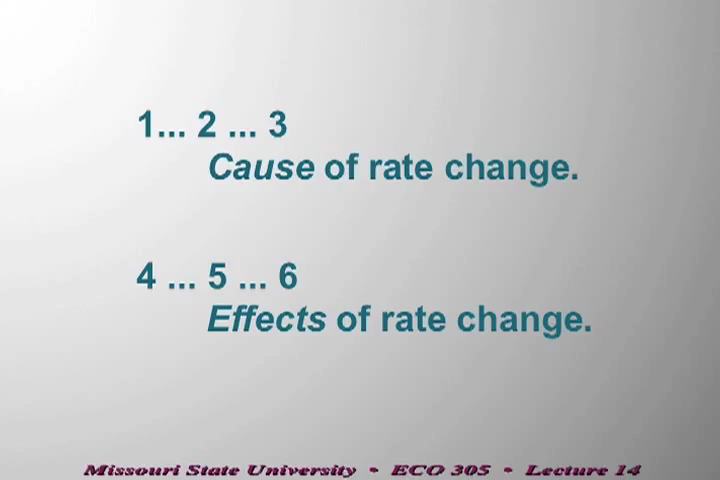 1... 2 ... 3
Cause of rate change.
4 ... 5 ... 6
Effects of rate change.
Missouri State University • ECO 305 • Lecture 14